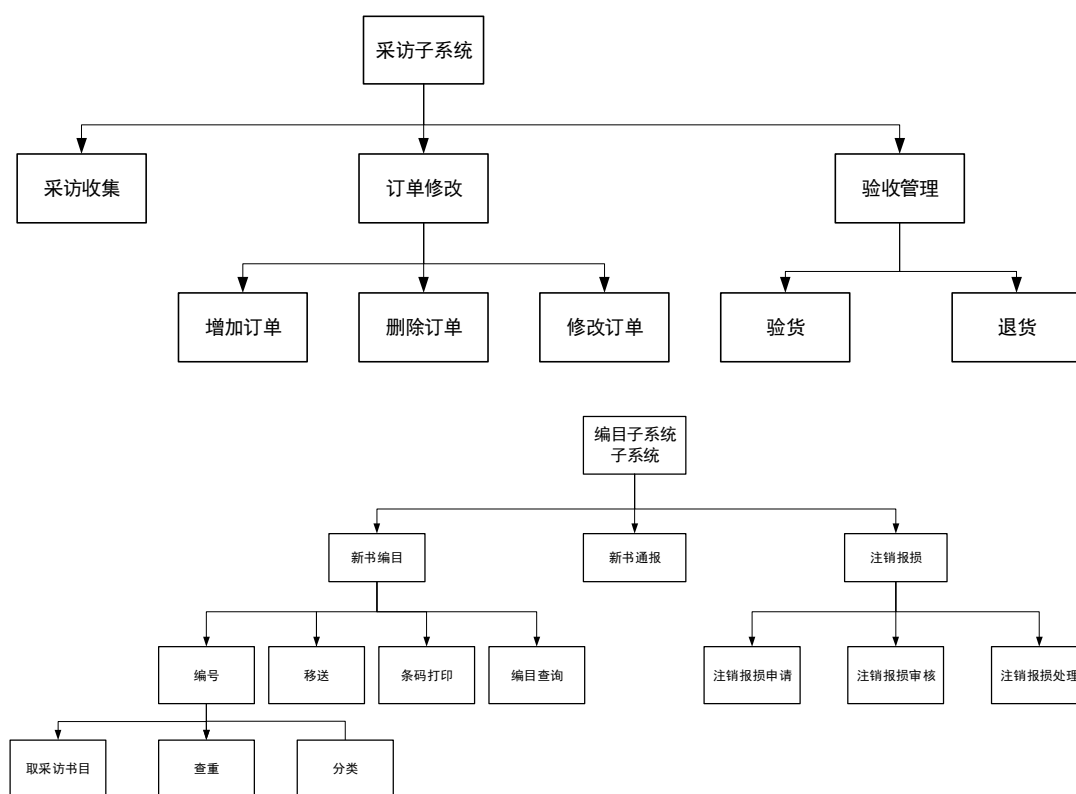 采访子系统
采访收集
订单修改
验收管理
增加订单
删除订单
修改订单
验货
退货
编目子系统
子系统
新书编目
新书通报
注销报损
编号
移送
条码打印
编目查询
注销报损申请
注销报损审核
注销报损处理
取采访书目
查重
分类